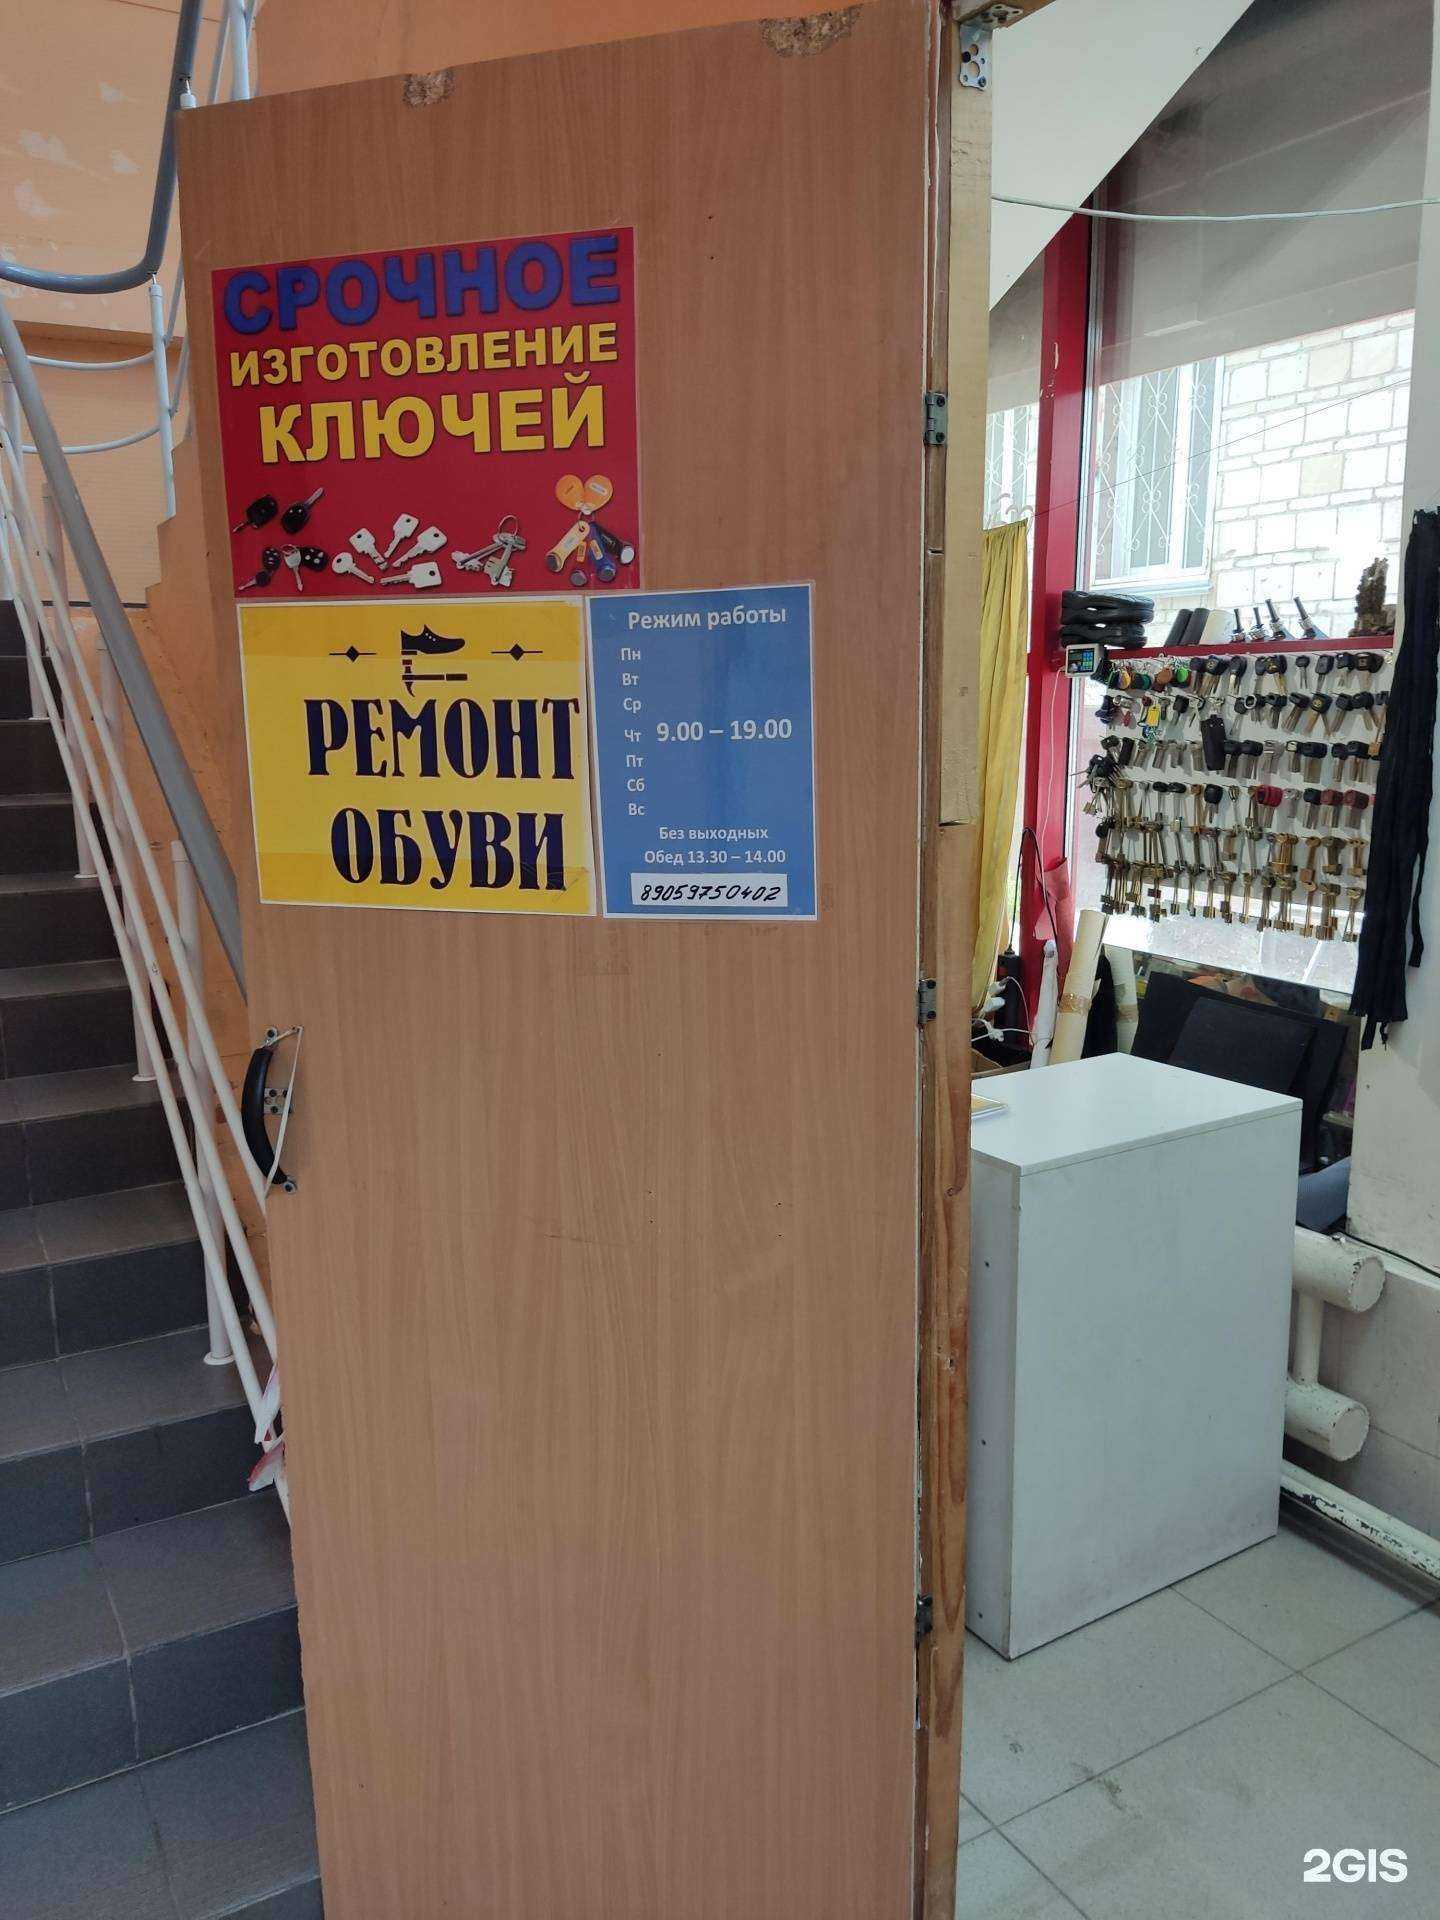 СРОЧНОЕ
ИЗГОТОВЛЕНИЕ
КЛЮЧЕЙ
РЕМОНТ
ОБУВИ
Режим работы
Пн
Вт
Ср
Чт 9.00 – 19.00
Пт
Сб
Вс
Без выходных
Обед 13.30 – 14.00
89059750402
2GIS